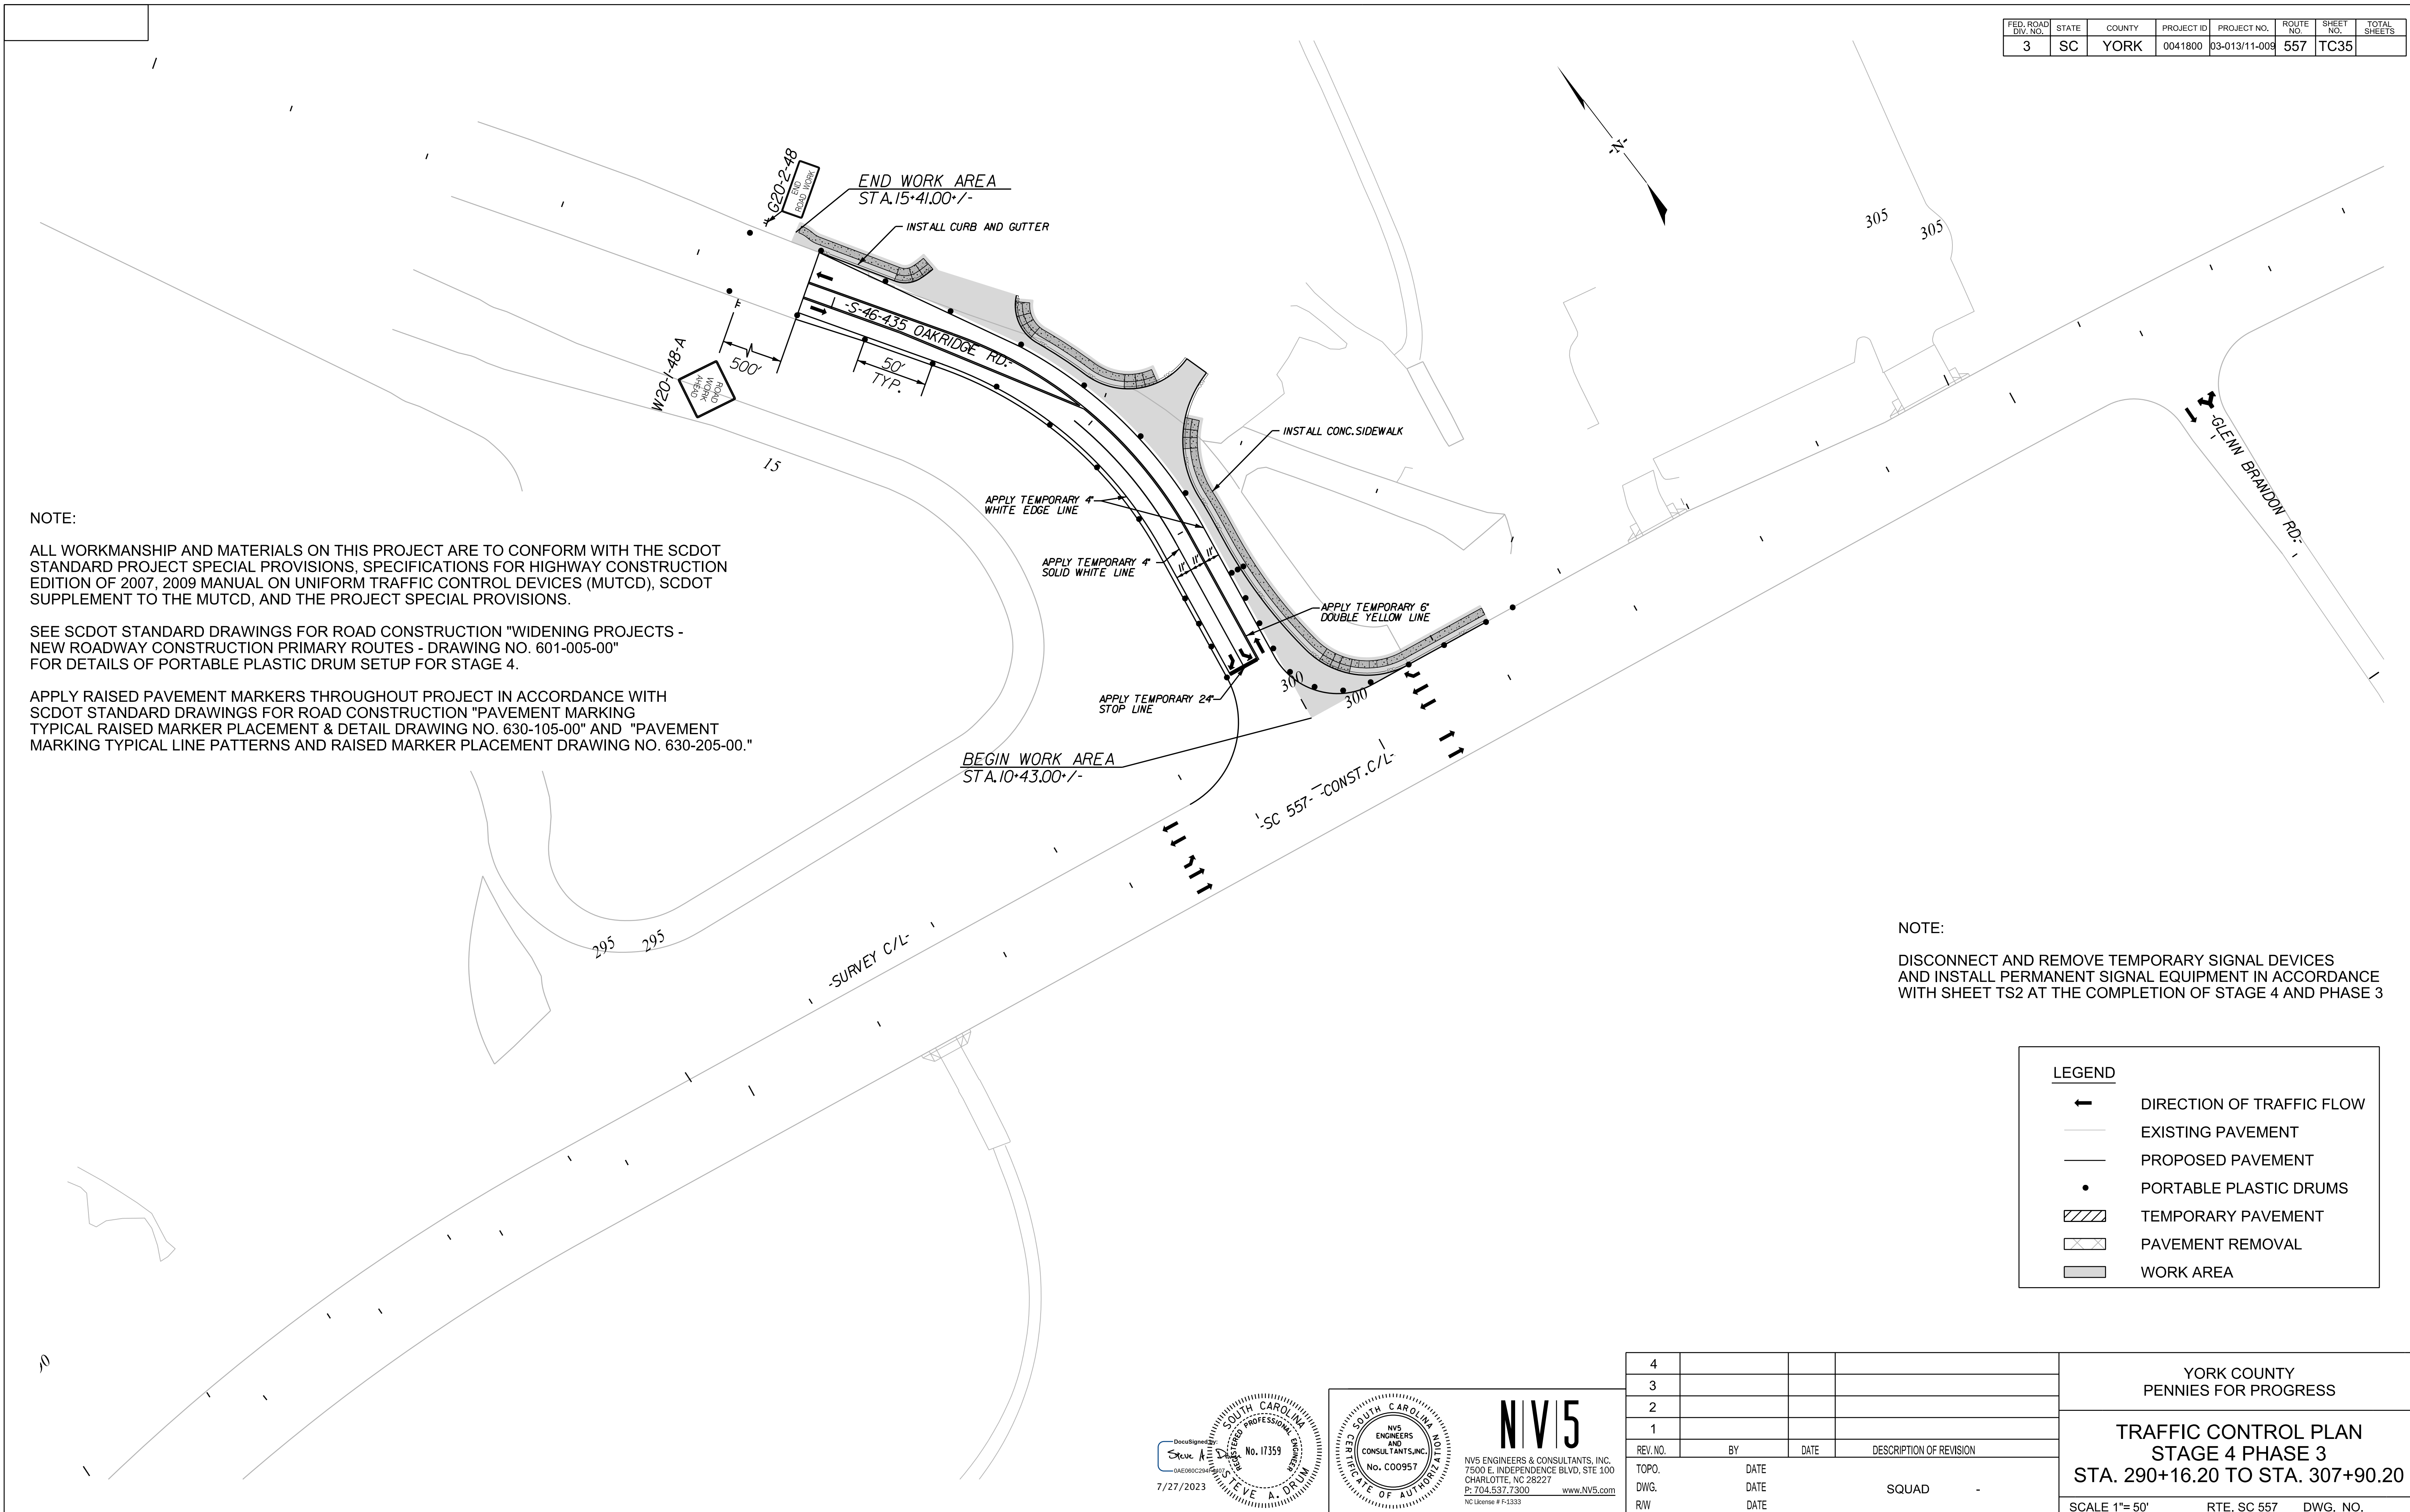 FED. ROAD DIV. NO. STATE COUNTY PROJECT ID PROJECT NO. ROUTE NO. SHEET NO. TOTAL SHEETS
3 SC YORK 0041800 03-013/11-009 557 TC35
-N-
305
305
G20-2-48
END
ROAD WORK
END WORK AREA
STA.15+41.00+/-
INSTALL CURB AND GUTTER
-S-46-435 OAKRIDGE RD.-
W20-1-48-A
ROAD
WORK
AHEAD
500'
50'
TYP.
15
INSTALL CONC.SIDEWALK
-GLENN BRANDON RD.-
APPLY TEMPORARY 4"
WHITE EDGE LINE
APPLY TEMPORARY 4"
SOLID WHITE LINE
11' 11' 11'
APPLY TEMPORARY 6"
DOUBLE YELLOW LINE
APPLY TEMPORARY 24"
STOP LINE
300
300
BEGIN WORK AREA
STA.10+43.00+/-
-SC 557- -CONST.C/L-
-SURVEY C/L-
295
295
NOTE:
ALL WORKMANSHIP AND MATERIALS ON THIS PROJECT ARE TO CONFORM WITH THE SCDOT
STANDARD PROJECT SPECIAL PROVISIONS, SPECIFICATIONS FOR HIGHWAY CONSTRUCTION
EDITION OF 2007, 2009 MANUAL ON UNIFORM TRAFFIC CONTROL DEVICES (MUTCD), SCDOT
SUPPLEMENT TO THE MUTCD, AND THE PROJECT SPECIAL PROVISIONS.
SEE SCDOT STANDARD DRAWINGS FOR ROAD CONSTRUCTION "WIDENING PROJECTS -
NEW ROADWAY CONSTRUCTION PRIMARY ROUTES - DRAWING NO. 601-005-00"
FOR DETAILS OF PORTABLE PLASTIC DRUM SETUP FOR STAGE 4.
APPLY RAISED PAVEMENT MARKERS THROUGHOUT PROJECT IN ACCORDANCE WITH
SCDOT STANDARD DRAWINGS FOR ROAD CONSTRUCTION "PAVEMENT MARKING
TYPICAL RAISED MARKER PLACEMENT & DETAIL DRAWING NO. 630-105-00" AND "PAVEMENT
MARKING TYPICAL LINE PATTERNS AND RAISED MARKER PLACEMENT DRAWING NO. 630-205-00."
NOTE:
DISCONNECT AND REMOVE TEMPORARY SIGNAL DEVICES
AND INSTALL PERMANENT SIGNAL EQUIPMENT IN ACCORDANCE
WITH SHEET TS2 AT THE COMPLETION OF STAGE 4 AND PHASE 3
LEGEND
DIRECTION OF TRAFFIC FLOW
EXISTING PAVEMENT
PROPOSED PAVEMENT
PORTABLE PLASTIC DRUMS
TEMPORARY PAVEMENT
PAVEMENT REMOVAL
WORK AREA
DocuSigned by:
Steve A.
7/27/2023
SOUTH CAROLINA
REGISTERED PROFESSIONAL ENGINEER
No. 17359
STEVE A. DRUM
SOUTH CAROLINA
NV5
ENGINEERS
AND
CONSULTANTS,INC.
No. C00957
CERTIFICATE OF AUTHORIZATION
N|V|5
NV5 ENGINEERS & CONSULTANTS, INC.
7500 E. INDEPENDENCE BLVD, STE 100
CHARLOTTE, NC 28227
P: 704.537.7300 www.NV5.com
NC License # F-1333
4
3
2
1
REV. NO. BY DATE DESCRIPTION OF REVISION
TOPO. DATE
DWG. DATE
R/W DATE
SQUAD -
YORK COUNTY
PENNIES FOR PROGRESS
TRAFFIC CONTROL PLAN
STAGE 4 PHASE 3
STA. 290+16.20 TO STA. 307+90.20
SCALE 1"= 50' RTE. SC 557 DWG. NO.